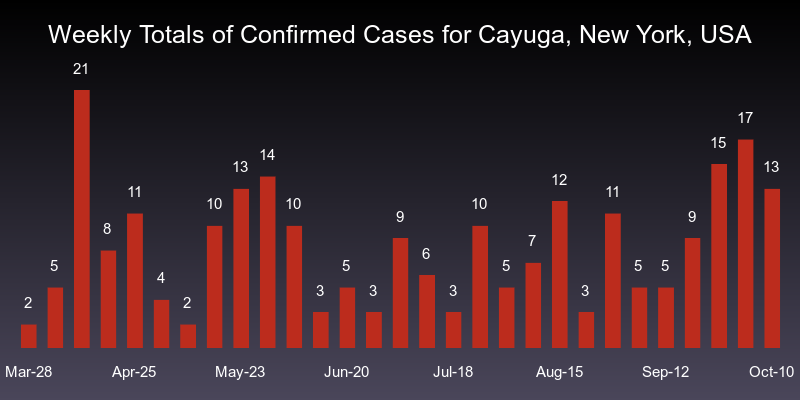 Weekly Totals of Confirmed Cases for Cayuga, New York, USA
2 5 21 8 11 4 2 10 13 14 10 3 5 3 9 6 3 10 5 7 12 3 11 5 5 9 15 17 13
Mar-28 Apr-25 May-23 Jun-20 Jul-18 Aug-15 Sep-12 Oct-10